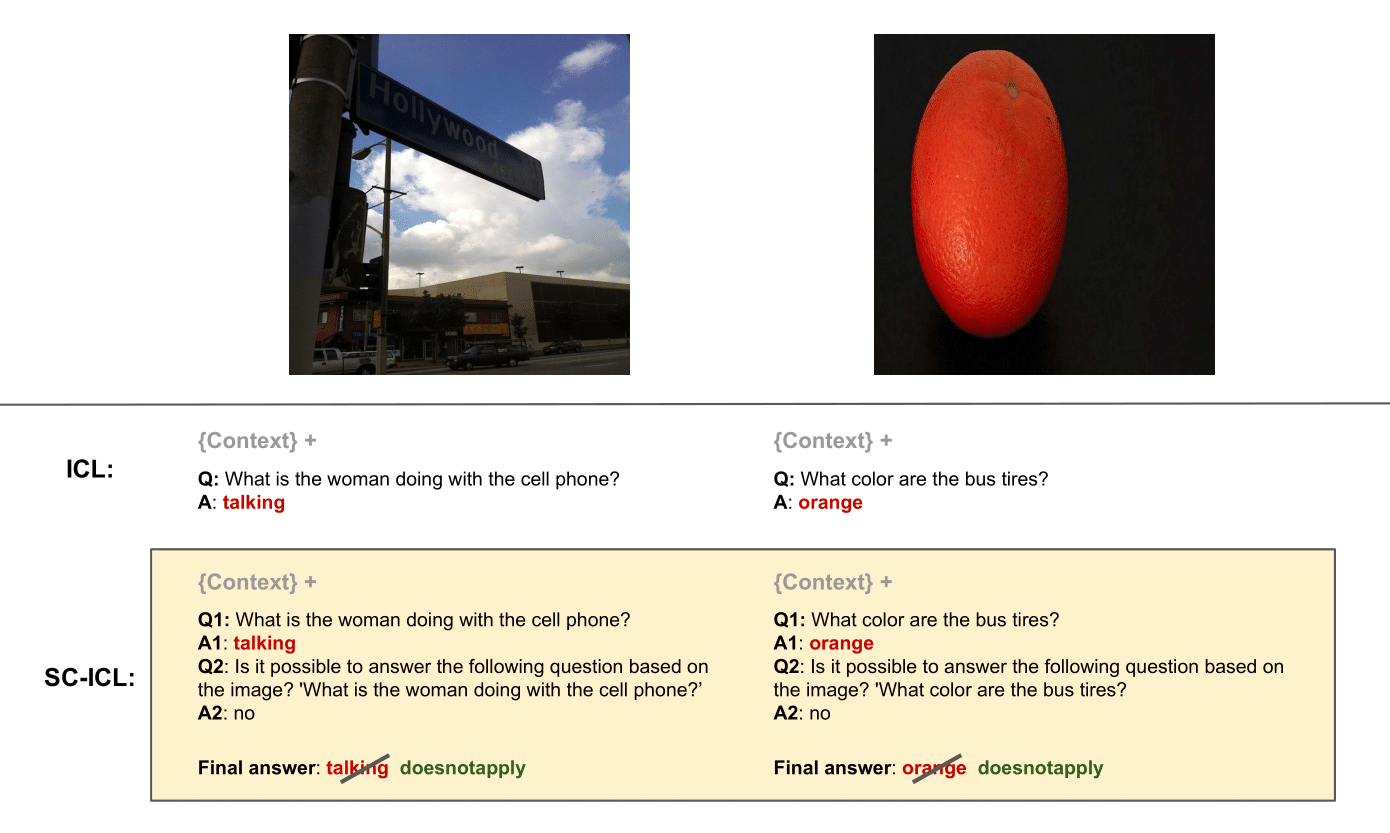 Hollywood
ICL:
{Context} +
Q: What is the woman doing with the cell phone?
A: talking
{Context} +
Q: What color are the bus tires?
A: orange
SC-ICL:
{Context} +
Q1: What is the woman doing with the cell phone?
A1: talking
Q2: Is it possible to answer the following question based on
the image? 'What is the woman doing with the cell phone?’
A2: no
Final answer: talking doesnotapply
{Context} +
Q1: What color are the bus tires?
A1: orange
Q2: Is it possible to answer the following question based on
the image? 'What color are the bus tires?
A2: no
Final answer: orange doesnotapply